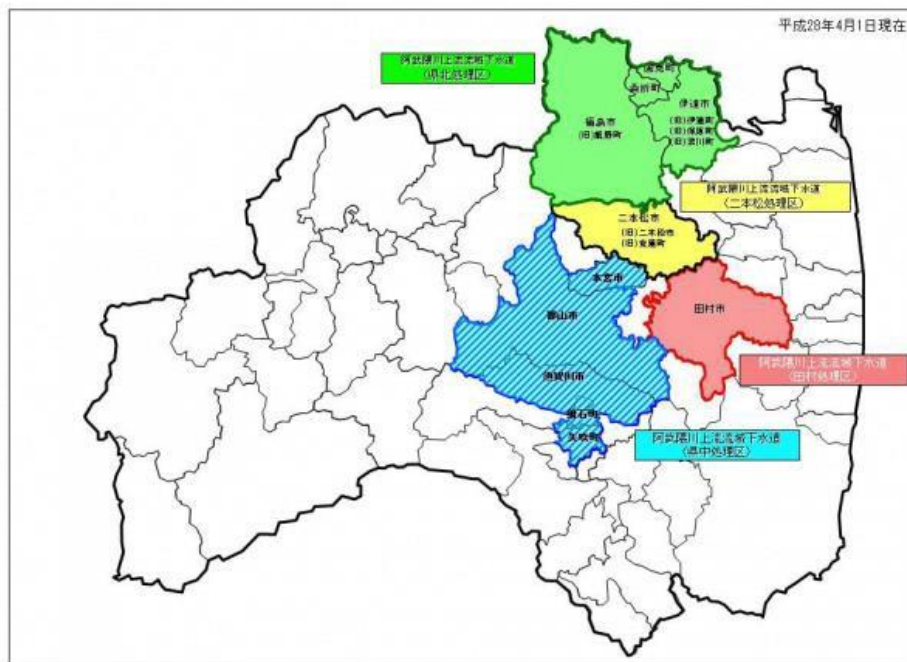 平成28年4月1日現在
阿武隈川上流流域下水道
(県北処理区)
国見町
桑折町
伊達市
(旧)伊達町
(旧)保原町
(旧)梁川町
福島市
(旧)飯野町
阿武隈川上流流域下水道
(二本松処理区)
二本松市
(旧)二本松市
(旧)安達町
本宮市
郡山市
田村市
阿武隈川上流流域下水道
(田村処理区)
須賀川市
鏡石町
矢吹町
阿武隈川上流流域下水道
(県中処理区)